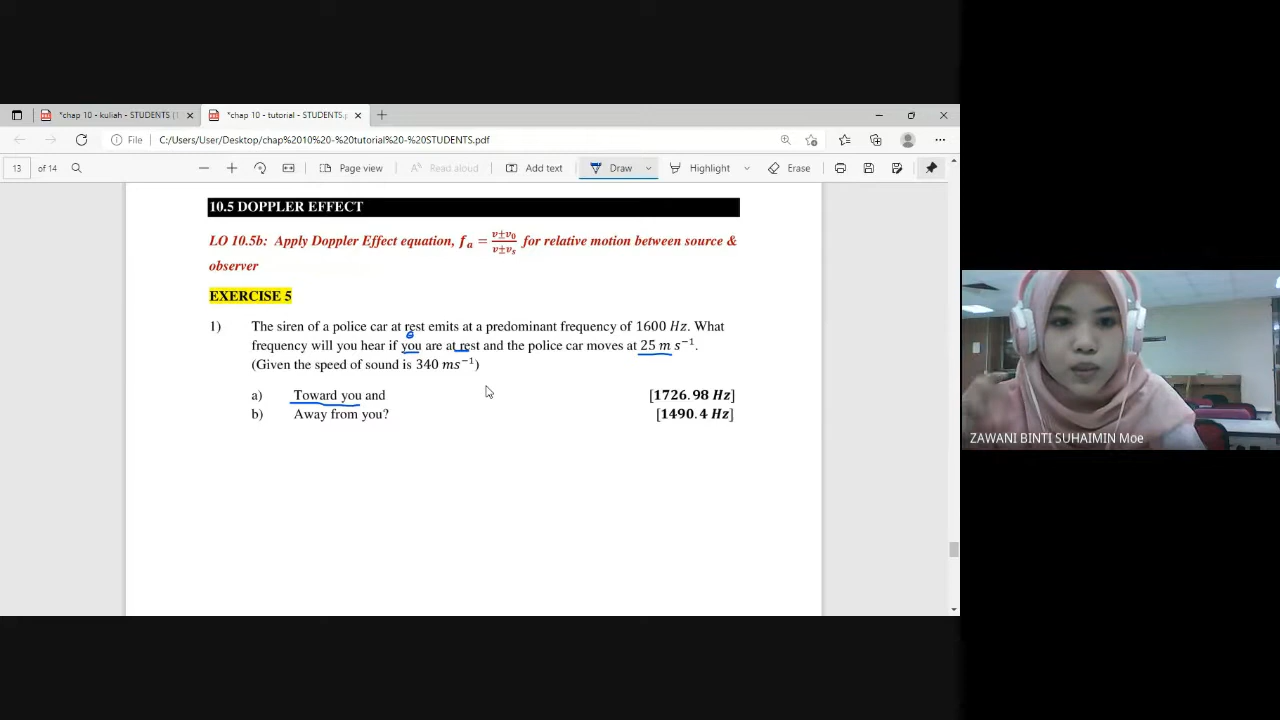 *chap 10 - kuliah - STUDENTS (1
*chap 10 - tutorial - STUDENTS.p
File C:/Users/User/Desktop/chap%2010%20-%20tutorial%20-%20STUDENTS.pdf
13 of 14 Page view Read aloud Add text Draw Highlight Erase
10.5 DOPPLER EFFECT
LO 10.5b: Apply Doppler Effect equation, fₐ = (v±v₀)/(v±vₛ) for relative motion between source &
observer
EXERCISE 5
1) The siren of a police car at rest emits at a predominant frequency of 1600 Hz. What
frequency will you hear if you are at rest and the police car moves at 25 m s⁻¹.
(Given the speed of sound is 340 ms⁻¹)
a) Toward you and [1726.98 Hz]
b) Away from you? [1490.4 Hz]
ZAWANI BINTI SUHAIMIN Moe